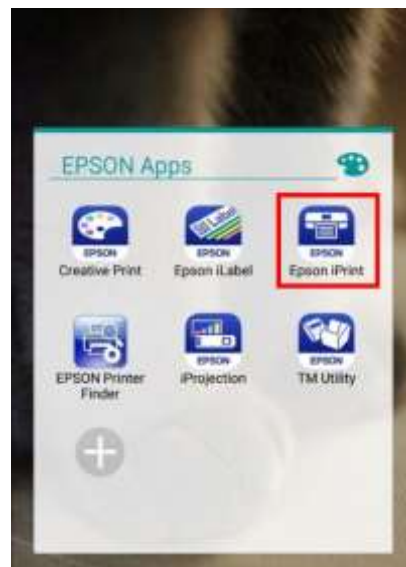 EPSON Apps
EPSON EPSON EPSON
Creative Print Epson iLabel Epson iPrint
EPSON EPSON
EPSON Printer Finder iProjection TM Utility